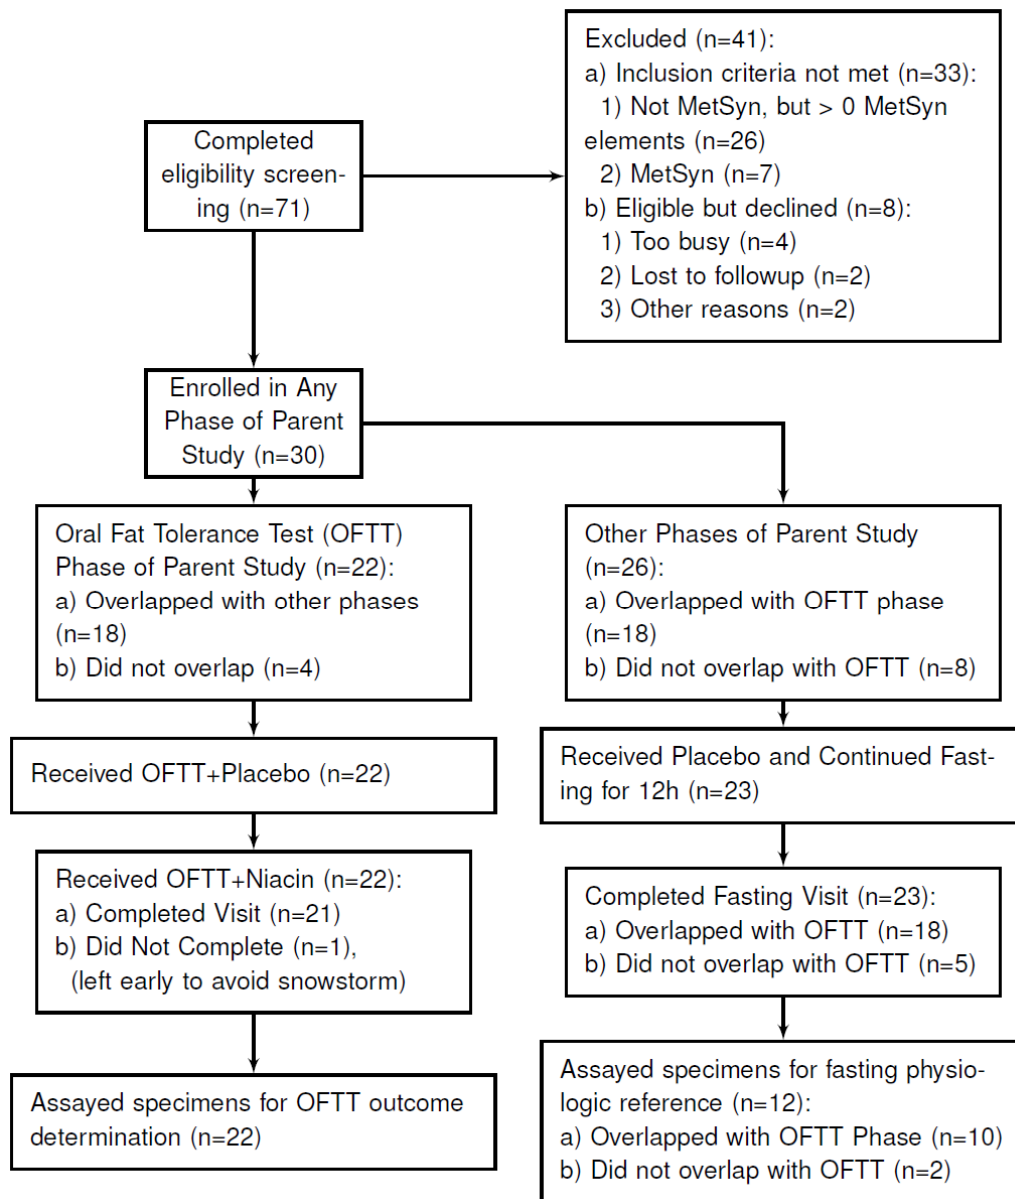 Completed
eligibility screen-
ing (n=71)
Excluded (n=41):
a) Inclusion criteria not met (n=33):
1) Not MetSyn, but > 0 MetSyn
elements (n=26)
2) MetSyn (n=7)
b) Eligible but declined (n=8):
1) Too busy (n=4)
2) Lost to followup (n=2)
3) Other reasons (n=2)
Enrolled in Any
Phase of Parent
Study (n=30)
Oral Fat Tolerance Test (OFTT)
Phase of Parent Study (n=22):
a) Overlapped with other phases
(n=18)
b) Did not overlap (n=4)
Other Phases of Parent Study
(n=26):
a) Overlapped with OFTT phase
(n=18)
b) Did not overlap with OFTT (n=8)
Received OFTT+Placebo (n=22)
Received Placebo and Continued Fast-
ing for 12h (n=23)
Received OFTT+Niacin (n=22):
a) Completed Visit (n=21)
b) Did Not Complete (n=1),
(left early to avoid snowstorm)
Completed Fasting Visit (n=23):
a) Overlapped with OFTT (n=18)
b) Did not overlap with OFTT (n=5)
Assayed specimens for OFTT outcome
determination (n=22)
Assayed specimens for fasting physio-
logic reference (n=12):
a) Overlapped with OFTT Phase (n=10)
b) Did not overlap with OFTT (n=2)